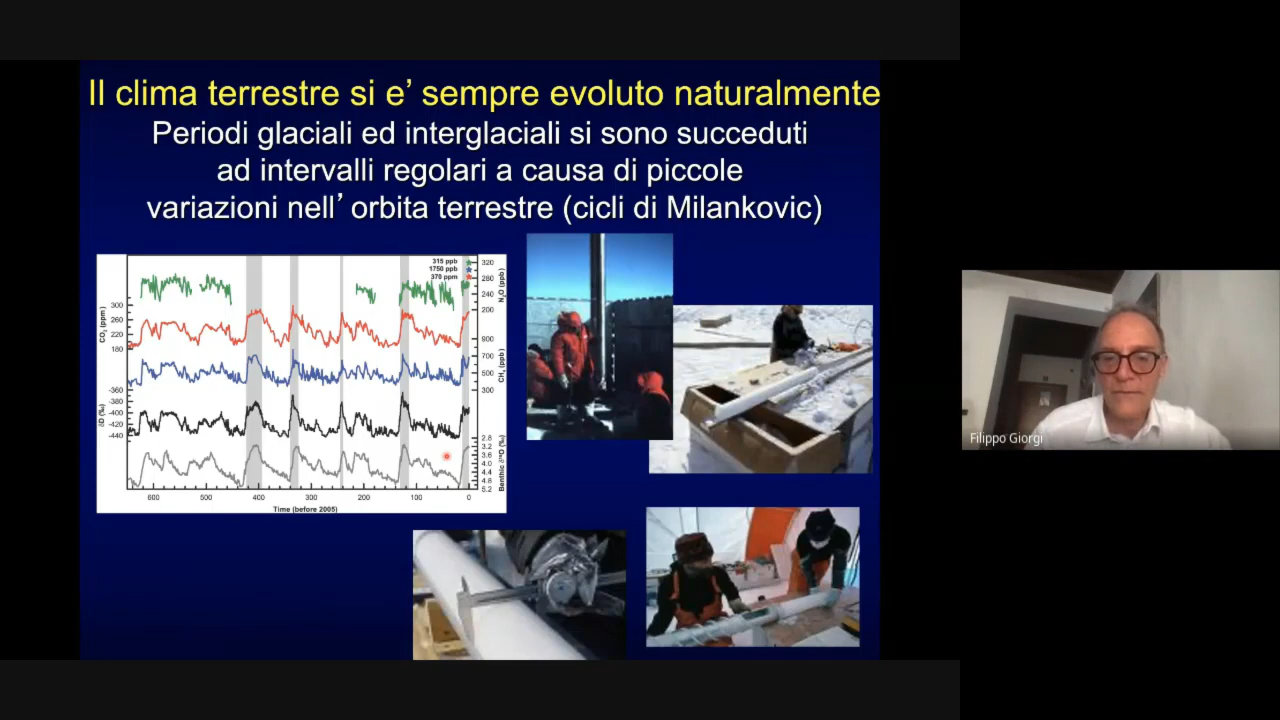 Il clima terrestre si e’ sempre evoluto naturalmente
Periodi glaciali ed interglaciali si sono succeduti
ad intervalli regolari a causa di piccole
variazioni nell’ orbita terrestre (cicli di Milankovic)
315 ppb
1750 ppb
370 ppm
320
280
240
200
N₂O (ppb)
300
260
220
180
CO₂ (ppm)
800
700
500
300
CH₄ (ppb)
-360
-380
-400
-420
-440
δD (‰)
2.8
3.2
3.6
4.0
4.4
4.8
5.2
Benthic δ¹⁸O (‰)
600 500 400 300 200 100 0
Time (before 2005)
Filippo Giorgi